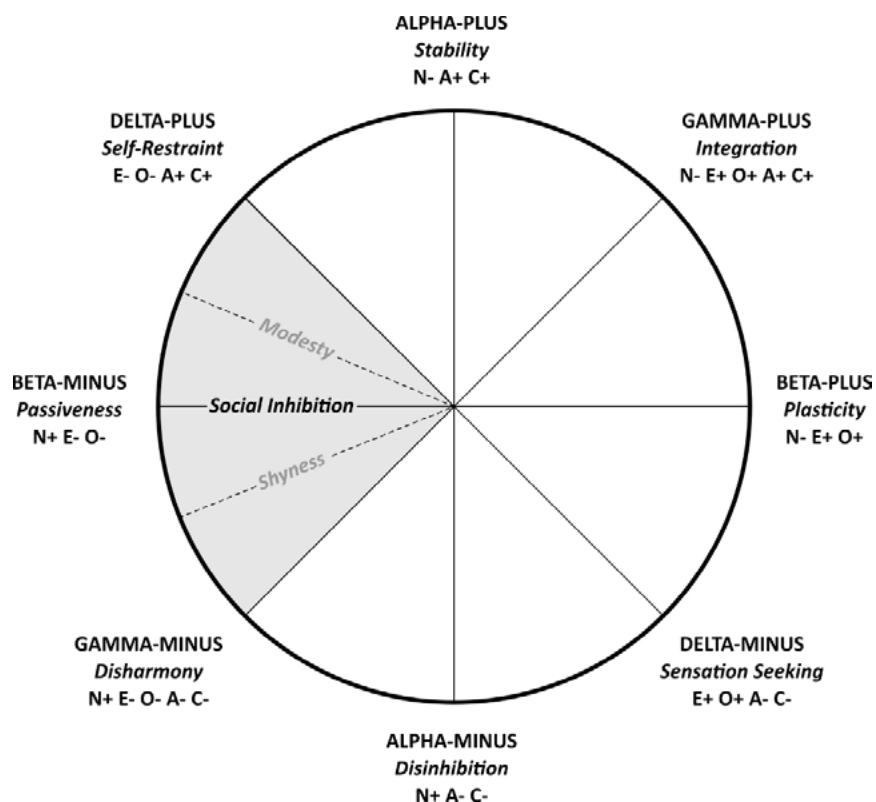 ALPHA-PLUS
Stability
N- A+ C+
DELTA-PLUS
Self-Restraint
E- O- A+ C+
GAMMA-PLUS
Integration
N- E+ O+ A+ C+
Modesty
BETA-MINUS
Passiveness
N+ E- O-
Social Inhibition
BETA-PLUS
Plasticity
N- E+ O+
Shyness
GAMMA-MINUS
Disharmony
N+ E- O- A- C-
DELTA-MINUS
Sensation Seeking
E+ O+ A- C-
ALPHA-MINUS
Disinhibition
N+ A- C-